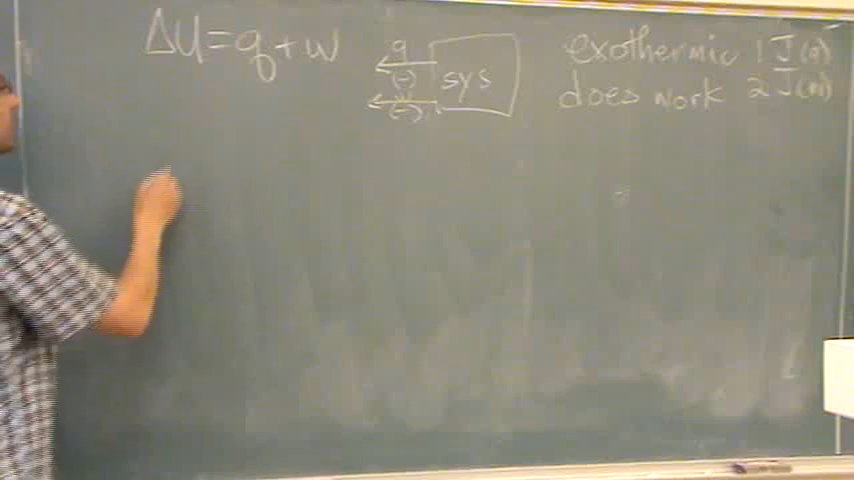 ΔU=q+w
q
(-)
w
(-)
sys
exothermic 1 J (q)
does work 2 J (w)